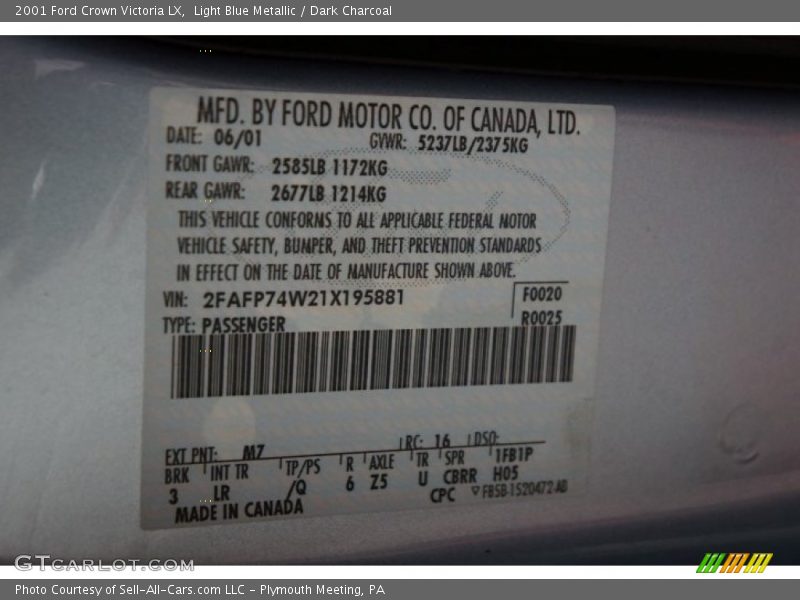 2001 Ford Crown Victoria LX, Light Blue Metallic / Dark Charcoal
MFD. BY FORD MOTOR CO. OF CANADA, LTD.
DATE: 06/01 GVWR: 5237LB/2375KG
FRONT GAWR: 2585LB 1172KG
REAR GAWR: 2677LB 1214KG
THIS VEHICLE CONFORMS TO ALL APPLICABLE FEDERAL MOTOR
VEHICLE SAFETY, BUMPER, AND THEFT PREVENTION STANDARDS
IN EFFECT ON THE DATE OF MANUFACTURE SHOWN ABOVE.
VIN: 2FAFP74W21X195881 F0020
TYPE: PASSENGER R0025
EXT PNT: M7 RC: 16 DSO:
BRK INT TR TP/PS R AXLE TR SPR 1FB1P
3 LR /Q 6 Z5 U CBRR H05
MADE IN CANADA CPC ▽F85B-1520472-AB
GTCARLOT.COM
Photo Courtesy of Sell-All-Cars.com LLC - Plymouth Meeting, PA